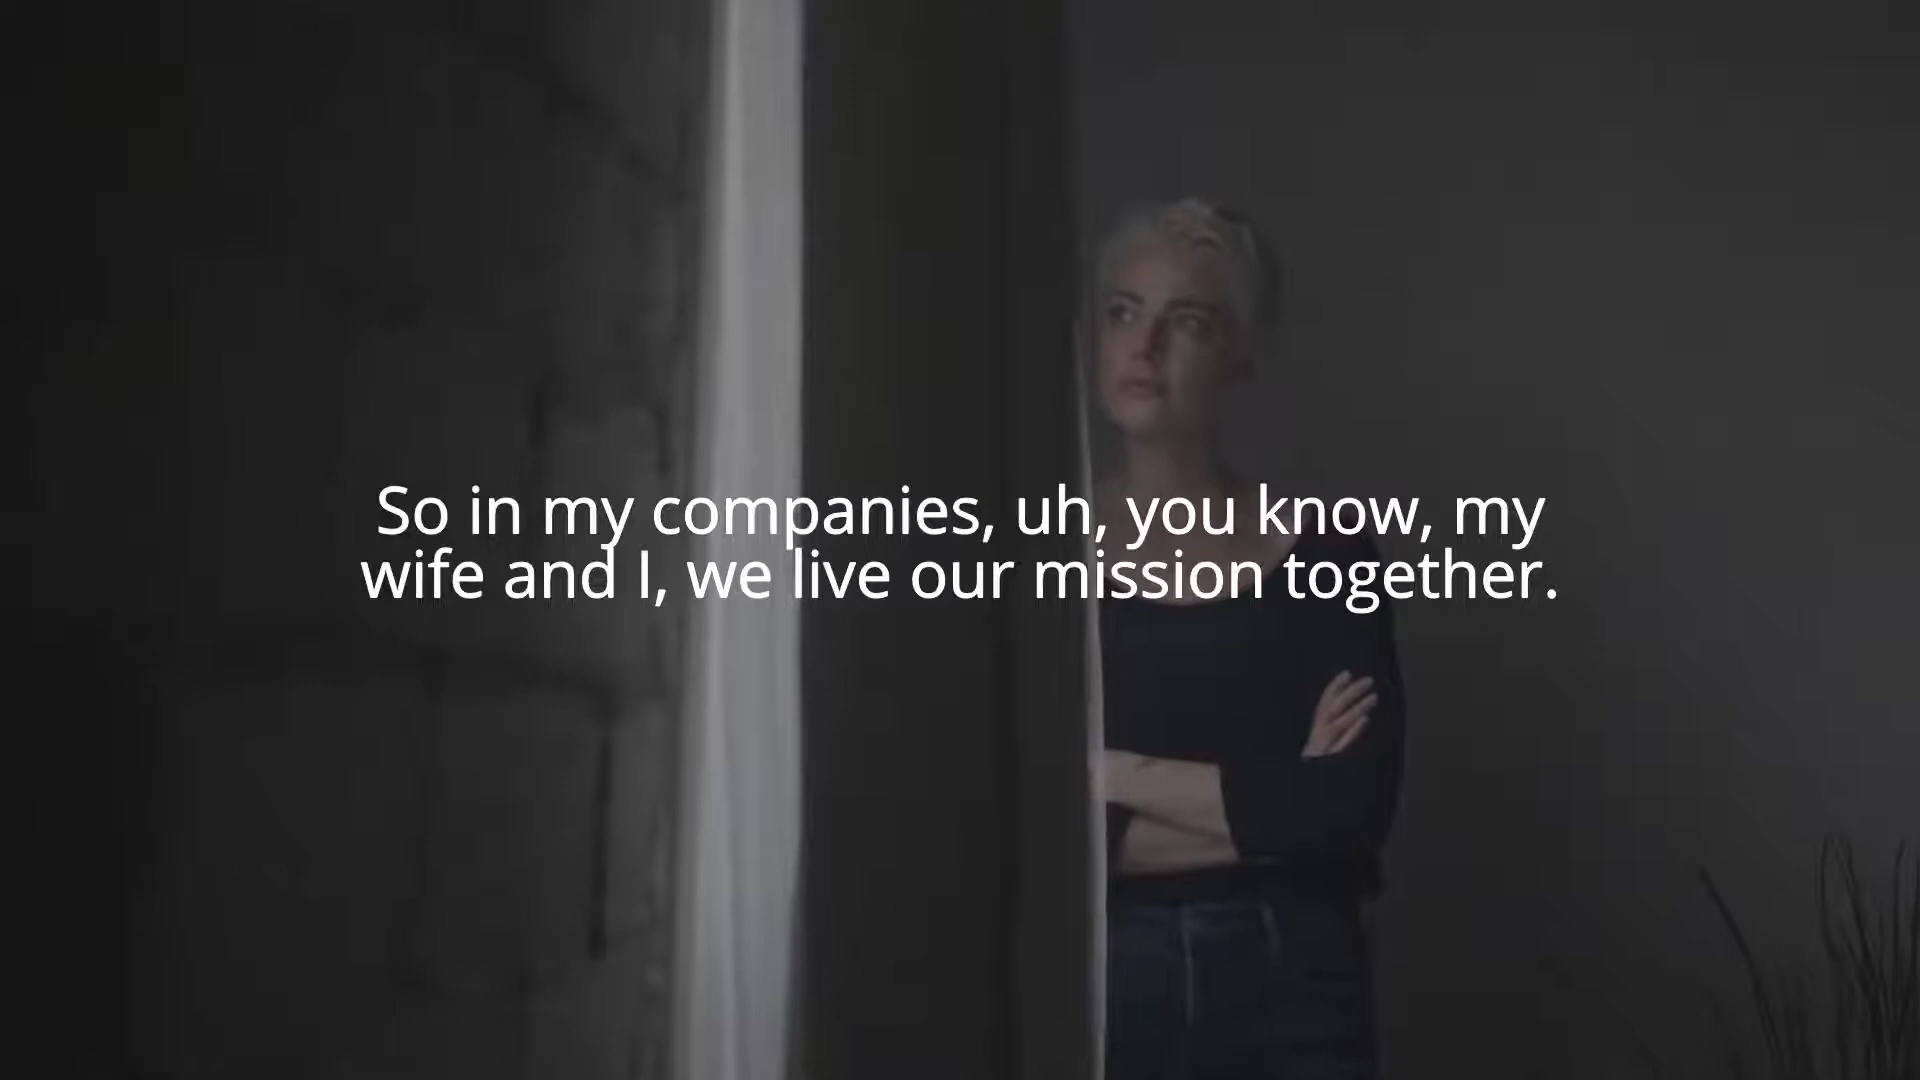 So in my companies, uh, you know, my
wife and I, we live our mission together.